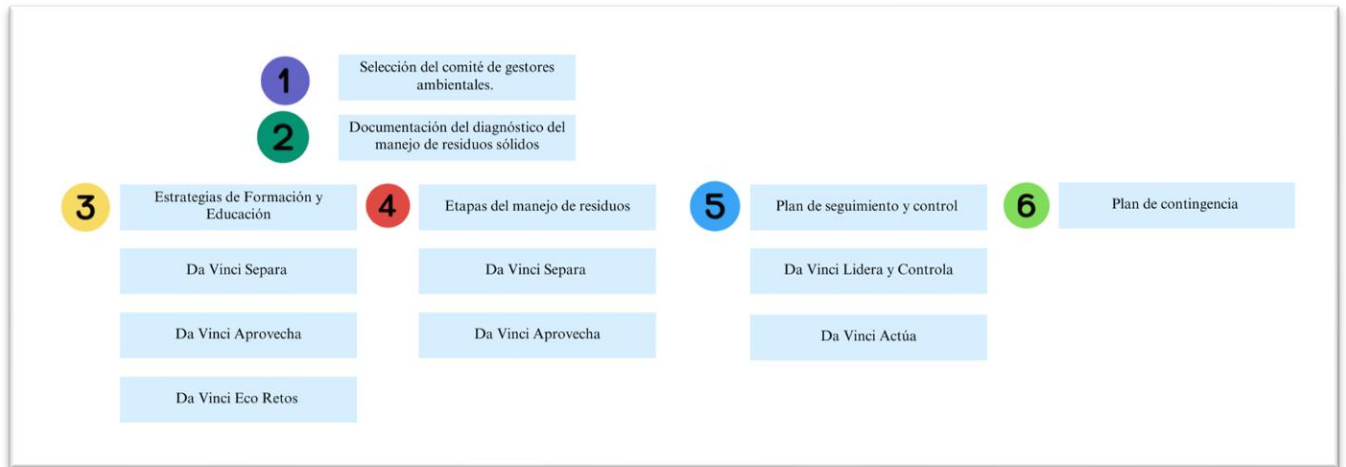 1
Selección del comité de gestores
ambientales.
2
Documentación del diagnóstico del
manejo de residuos sólidos
3
Estrategias de Formación y
Educación
Da Vinci Separa
Da Vinci Aprovecha
Da Vinci Eco Retos
4
Etapas del manejo de residuos
Da Vinci Separa
Da Vinci Aprovecha
5
Plan de seguimiento y control
Da Vinci Lidera y Controla
Da Vinci Actúa
6
Plan de contingencia